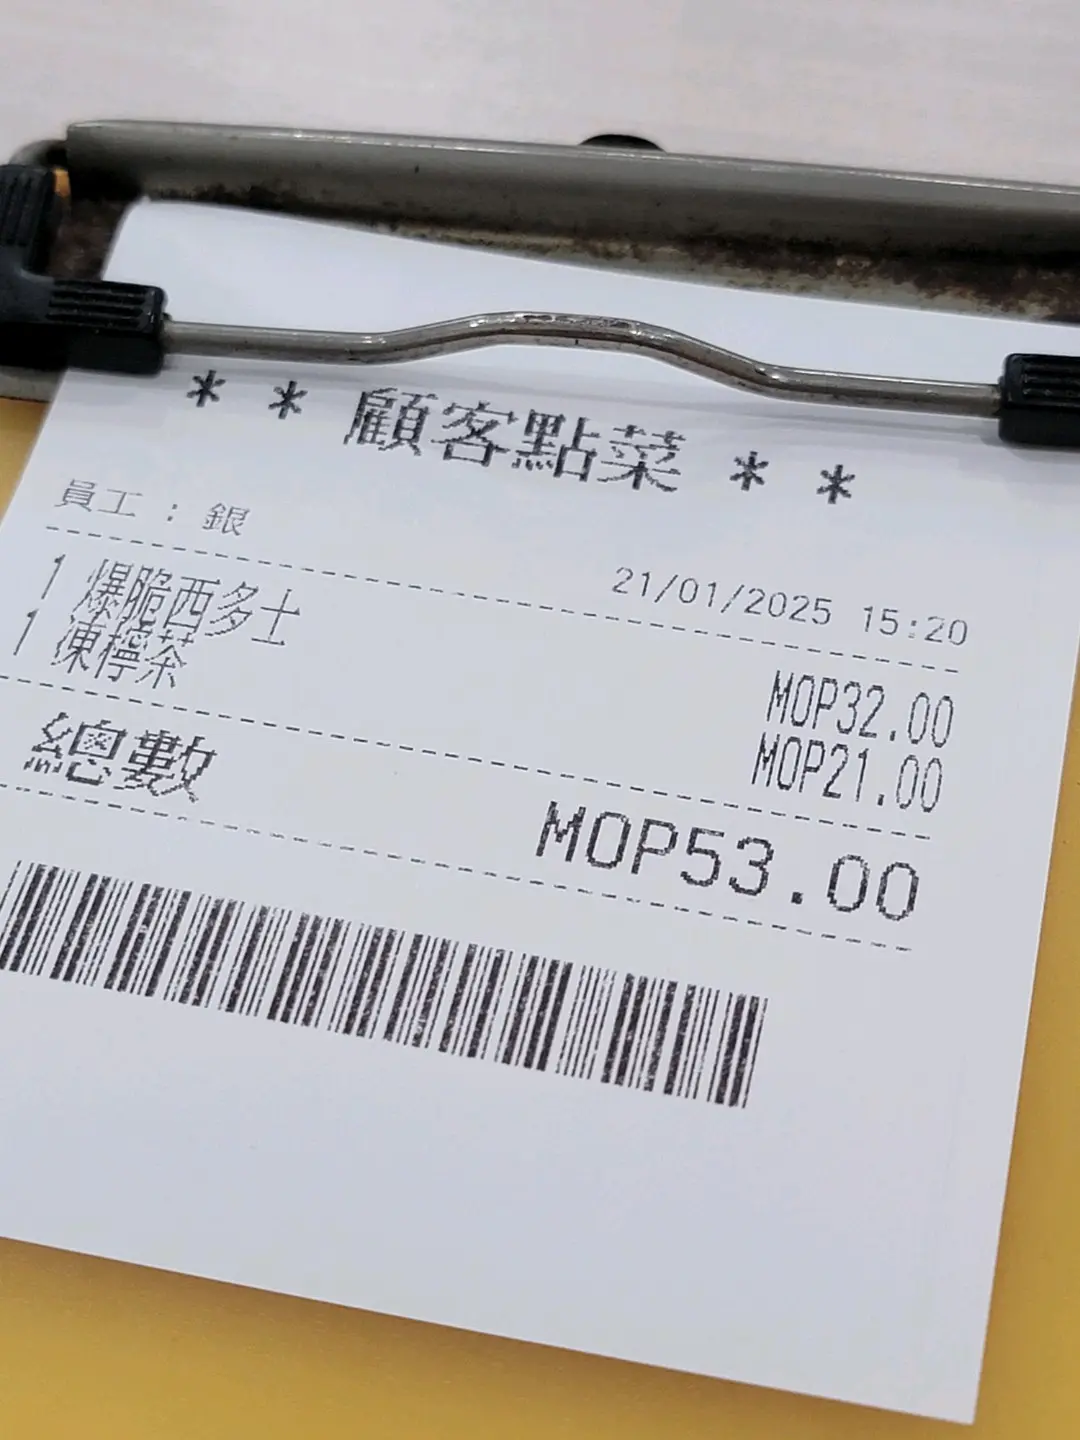 * * 顧客點菜 * *
員工 : 銀
21/01/2025 15:20
1 爆脆西多士 MOP32.00
1 凍檸茶 MOP21.00
總數 MOP53.00